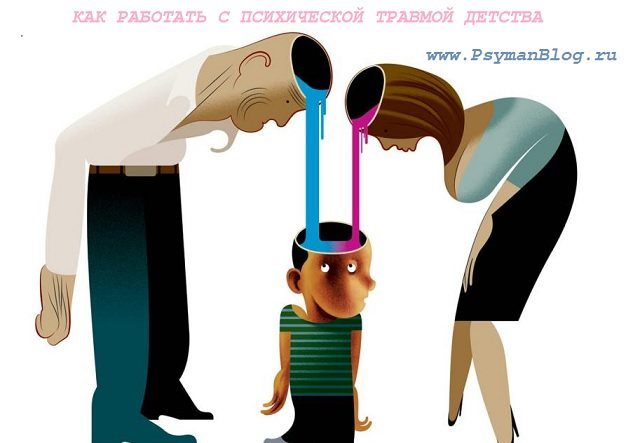 КАК РАБОТАТЬ С ПСИХИЧЕСКОЙ ТРАВМОЙ ДЕТСТВА
www.PsymanBlog.ru